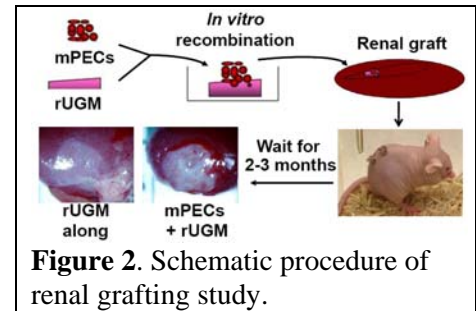 In vitro
recombination
Renal graft
mPECs
rUGM
Wait for
2-3 months
rUGM
along
mPECs
+ rUGM
Figure 2. Schematic procedure of
renal grafting study.